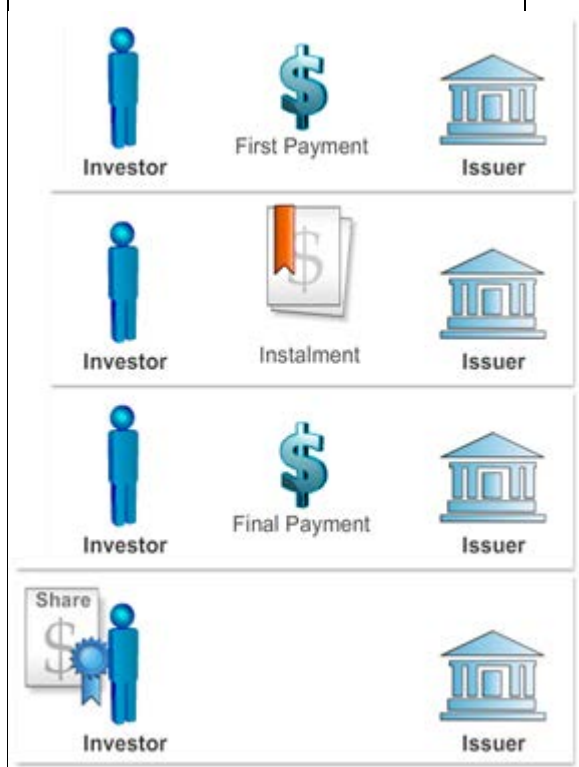 First Payment
Investor
Issuer
Instalment
Investor
Issuer
Final Payment
Investor
Issuer
Share
Investor
Issuer